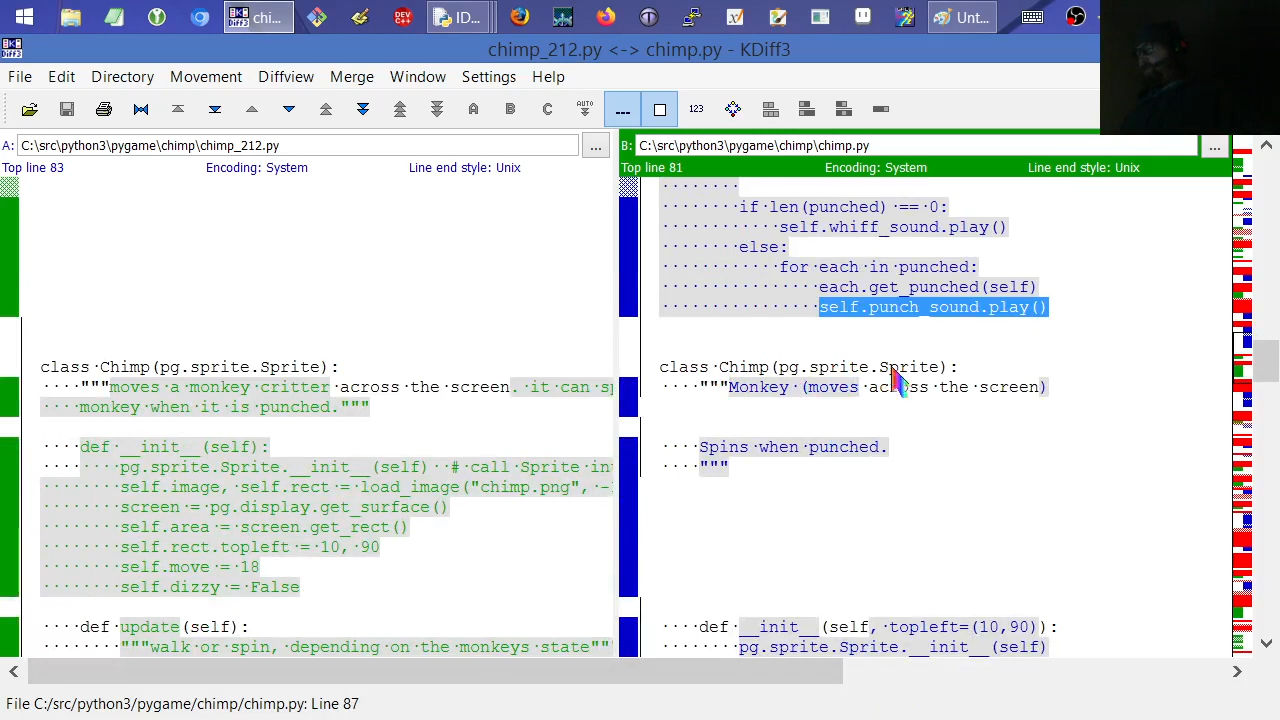 chi...
DEV C++
ID...
Unt...
chimp_212.py <-> chimp.py - KDiff3
File Edit Directory Movement Diffview Merge Window Settings Help
A B C AUTO 123
A: C:\src\python3\pygame\chimp\chimp_212.py ...
Top line 83 Encoding: System Line end style: Unix
B: C:\src\python3\pygame\chimp\chimp.py ...
Top line 81 Encoding: System Line end style: Unix
class·Chimp(pg.sprite.Sprite):
····"""moves·a·monkey·critter·across·the·screen.·it·can·sp
····monkey·when·it·is·punched."""
····def·__init__(self):
········pg.sprite.Sprite.__init__(self)··#·call·Sprite·in
········self.image,·self.rect·=·load_image("chimp.png",·-
········screen·=·pg.display.get_surface()
········self.area·=·screen.get_rect()
········self.rect.topleft·=·10,·90
········self.move·=·18
········self.dizzy·=·False
····def·update(self):
········"""walk·or·spin,·depending·on·the·monkeys·state"""
········
········if·len(punched)·==·0:
············self.whiff_sound.play()
········else:
············for·each·in·punched:
················each.get_punched(self)
················self.punch_sound.play()
class·Chimp(pg.sprite.Sprite):
····"""Monkey·(moves·across·the·screen)
····Spins·when·punched.
····"""
····def·__init__(self,·topleft=(10,90)):
········pg.sprite.Sprite.__init__(self)
File C:/src/python3/pygame/chimp/chimp.py: Line 87